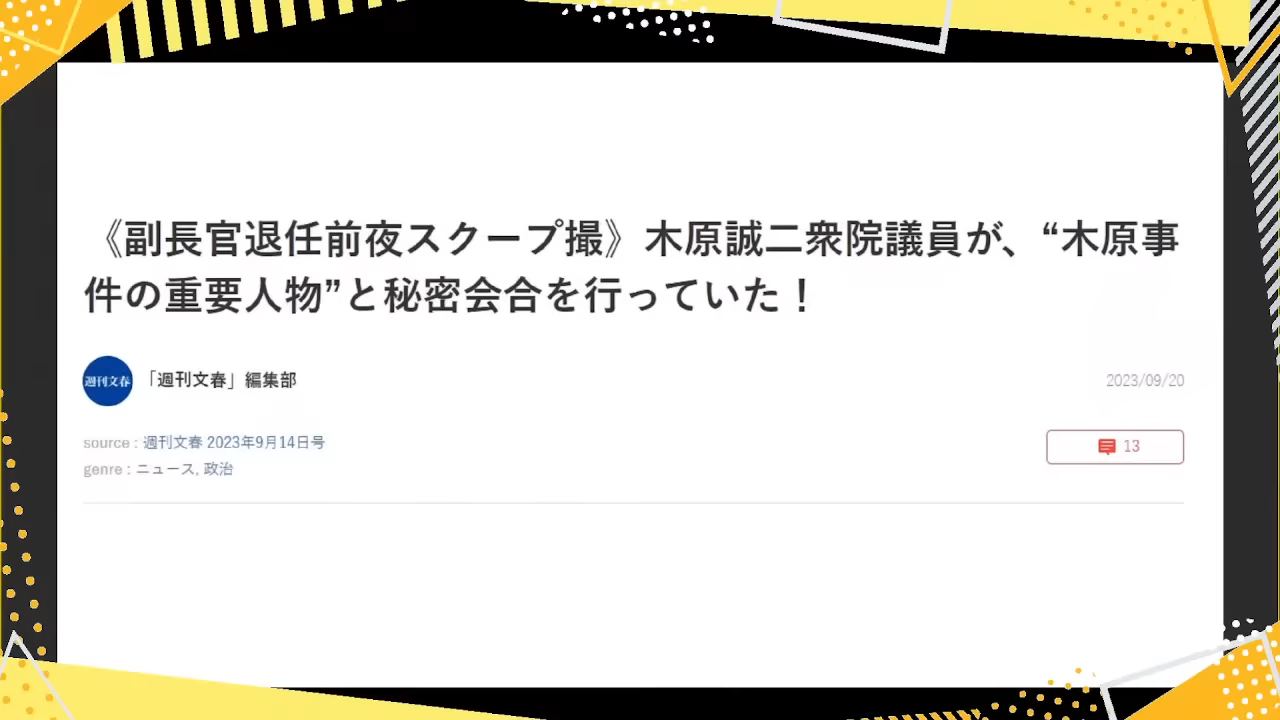 《副長官退任前夜スクープ撮》木原誠二衆院議員が、“木原事
件の重要人物”と秘密会合を行っていた！
週刊文春
「週刊文春」編集部
2023/09/20
source : 週刊文春 2023年9月14日号
genre : ニュース, 政治
13